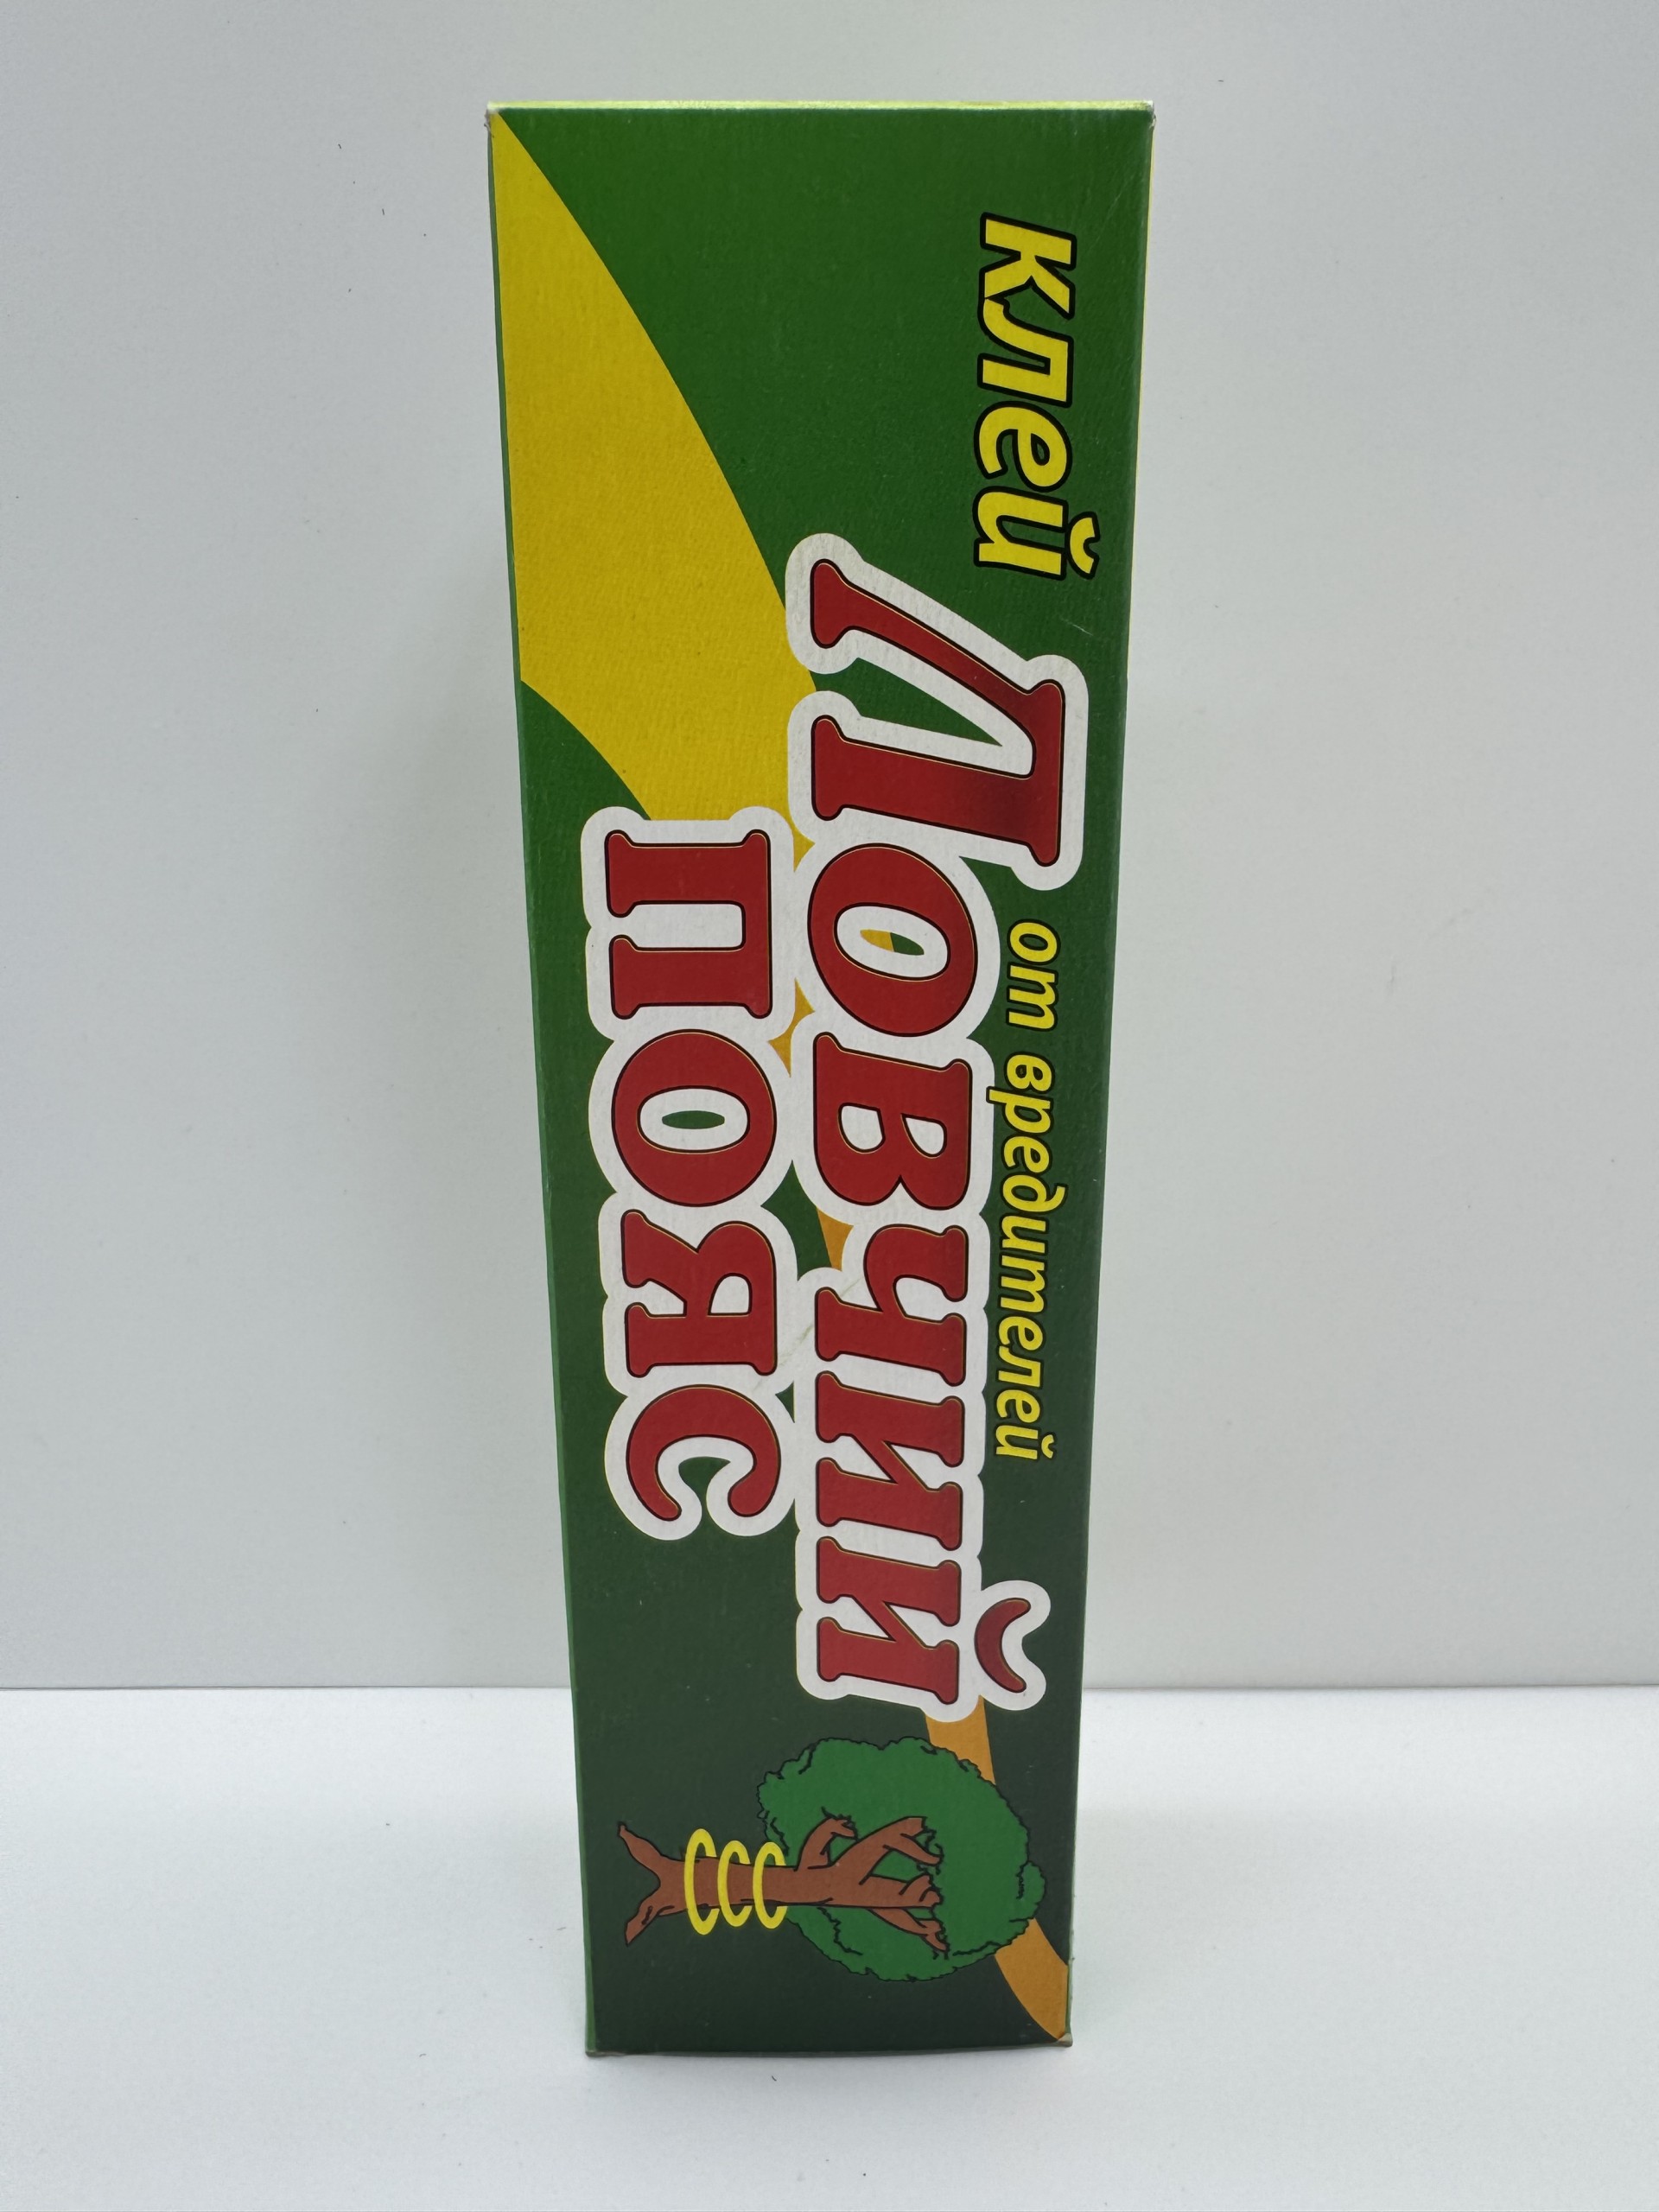 клей
от вредителей
Ловчий
пояс